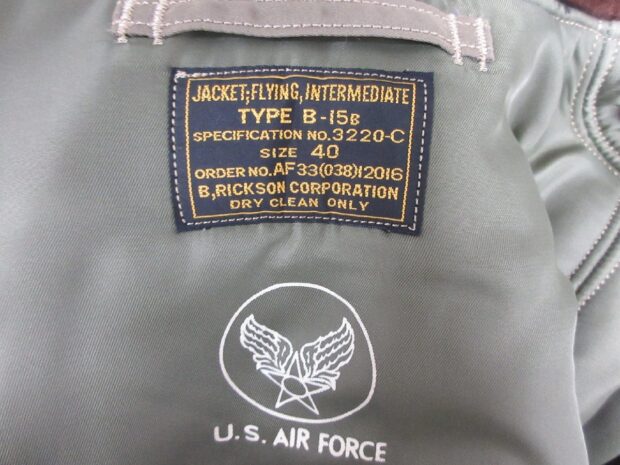 JACKET;FLYING,INTERMEDIATE
TYPE B-15B
SPECIFICATION NO.3220-C
SIZE 40
ORDER NO.AF33(038)12016
B,RICKSON CORPORATION
DRY CLEAN ONLY
U.S. AIR FORCE